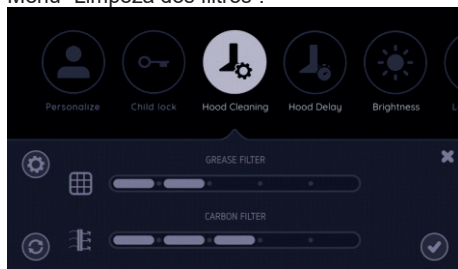 Menu "Limpeza dos filtros":
Personalize
Child lock
Hood Cleaning
Hood Delay
Brightness
L
GREASE FILTER
CARBON FILTER